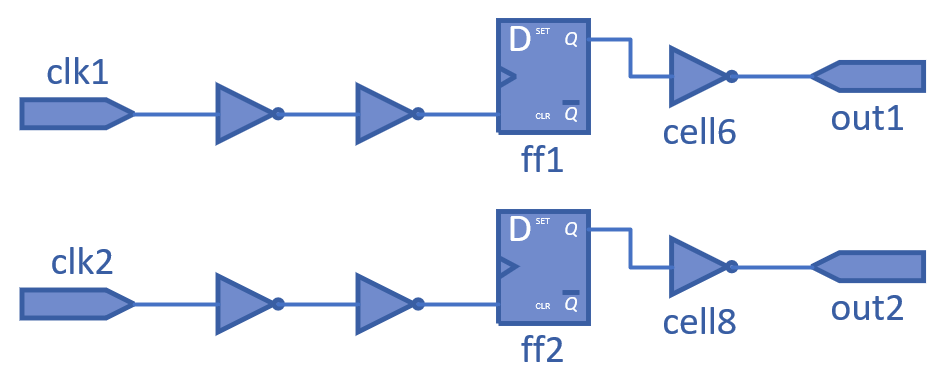 clk1
D SET Q
CLR Q
ff1
cell6
out1
clk2
D SET Q
CLR Q
ff2
cell8
out2